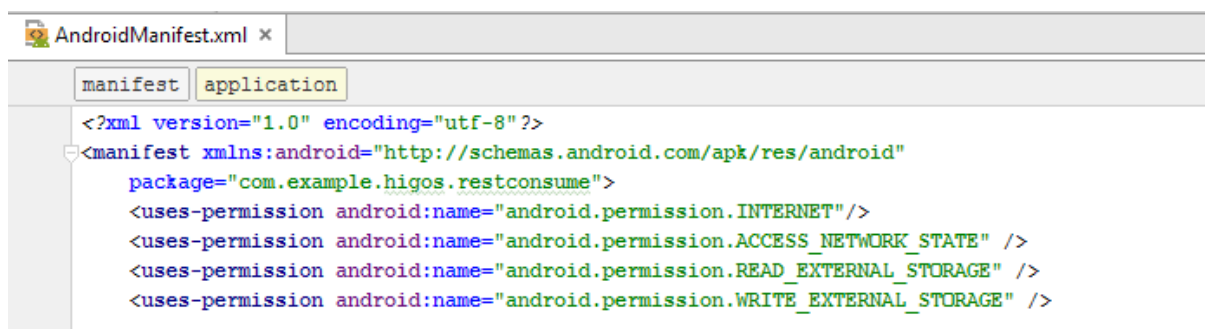 AndroidManifest.xml ×
manifest application
<?xml version="1.0" encoding="utf-8"?>
<manifest xmlns:android="http://schemas.android.com/apk/res/android"
package="com.example.higos.restconsume">
<uses-permission android:name="android.permission.INTERNET"/>
<uses-permission android:name="android.permission.ACCESS_NETWORK_STATE" />
<uses-permission android:name="android.permission.READ_EXTERNAL_STORAGE" />
<uses-permission android:name="android.permission.WRITE_EXTERNAL_STORAGE" />